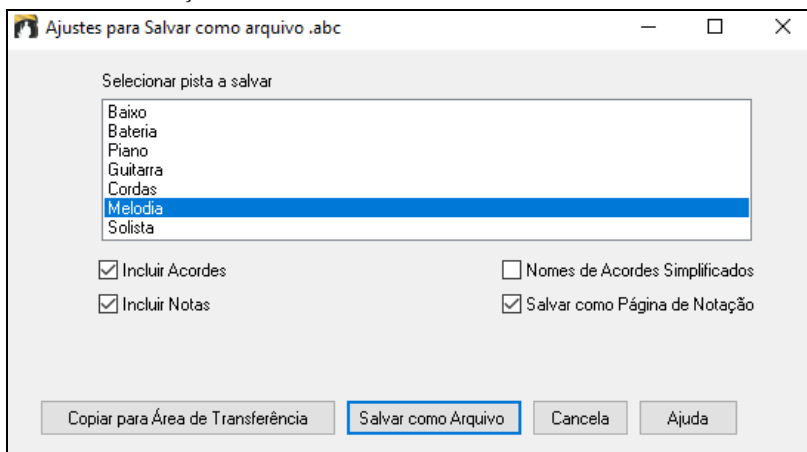 Ajustes para Salvar como arquivo .abc
Selecionar pista a salvar
Baixo
Bateria
Piano
Guitarra
Cordas
Melodia
Solista
Incluir Acordes
Nomes de Acordes Simplificados
Incluir Notas
Salvar como Página de Notação
Copiar para Área de Transferência
Salvar como Arquivo
Cancela
Ajuda